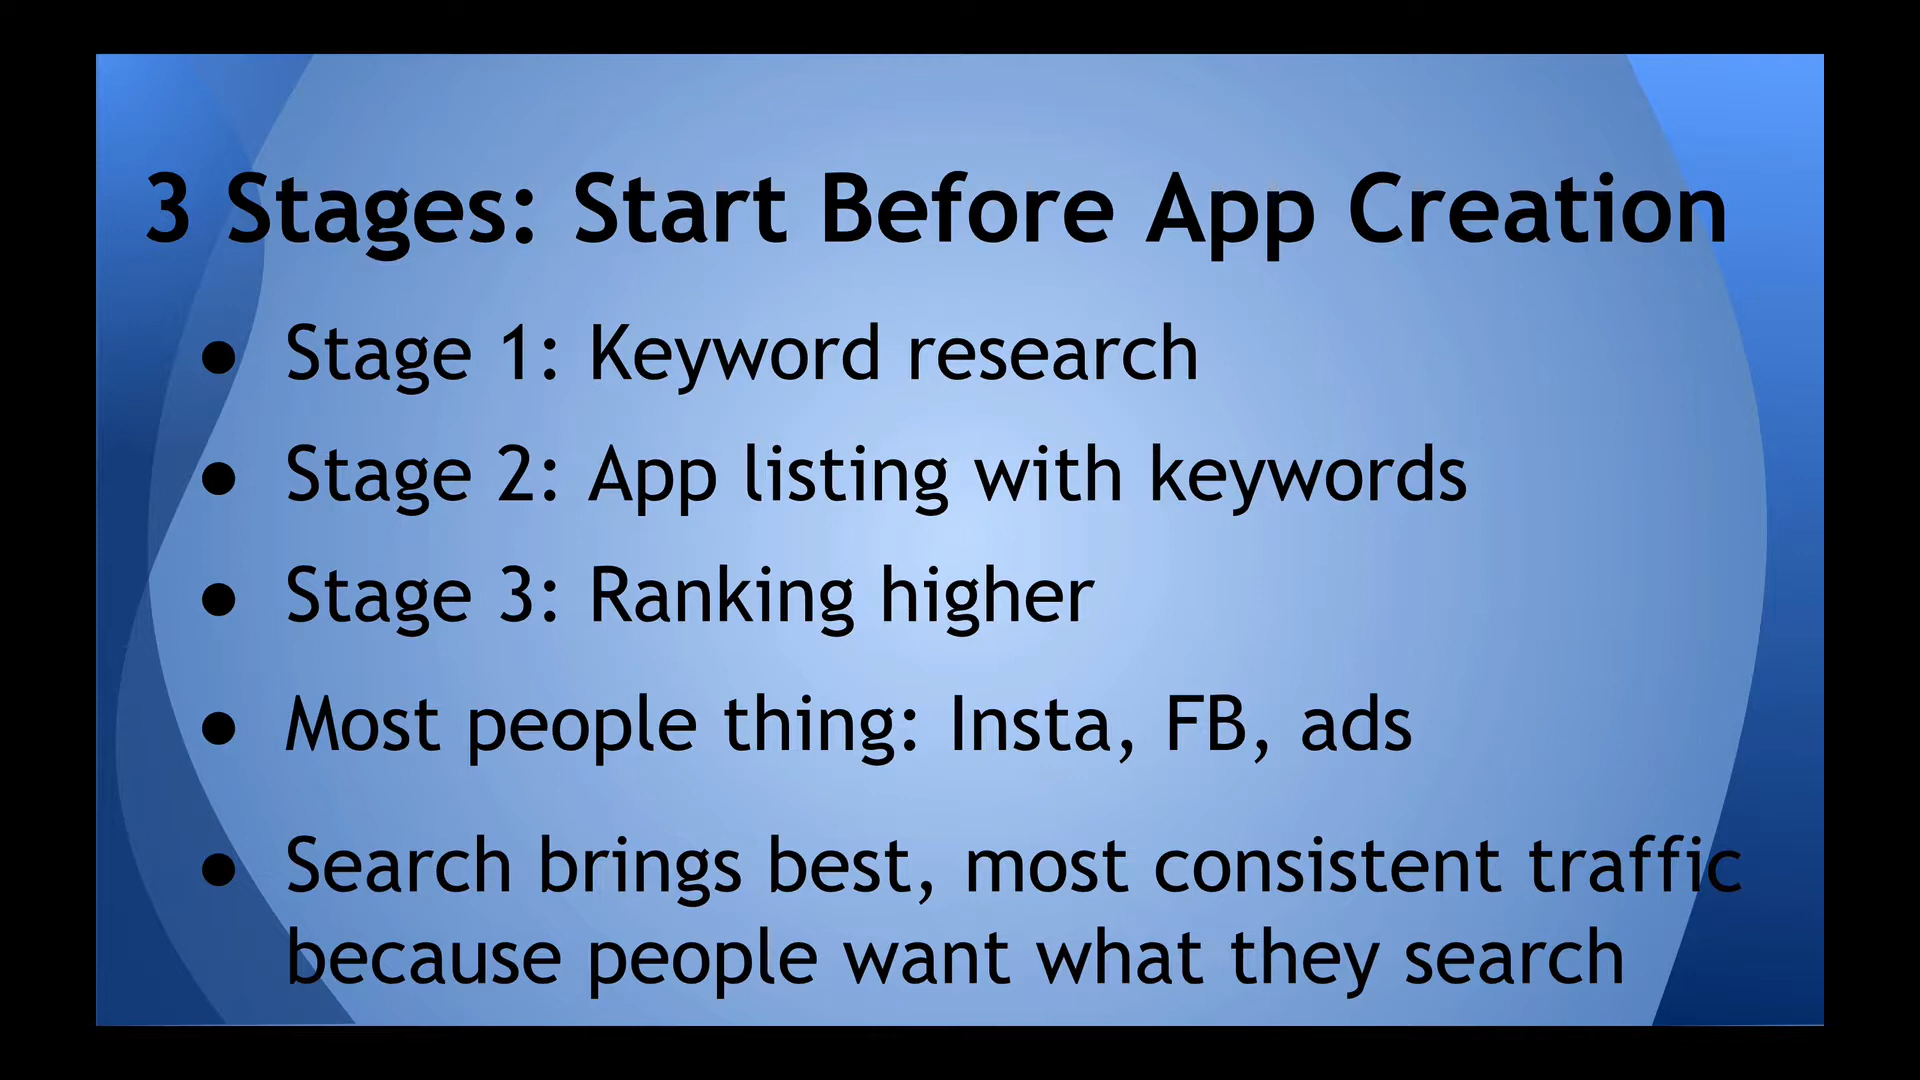 3 Stages: Start Before App Creation
● Stage 1: Keyword research
● Stage 2: App listing with keywords
● Stage 3: Ranking higher
● Most people thing: Insta, FB, ads
● Search brings best, most consistent traffic
because people want what they search